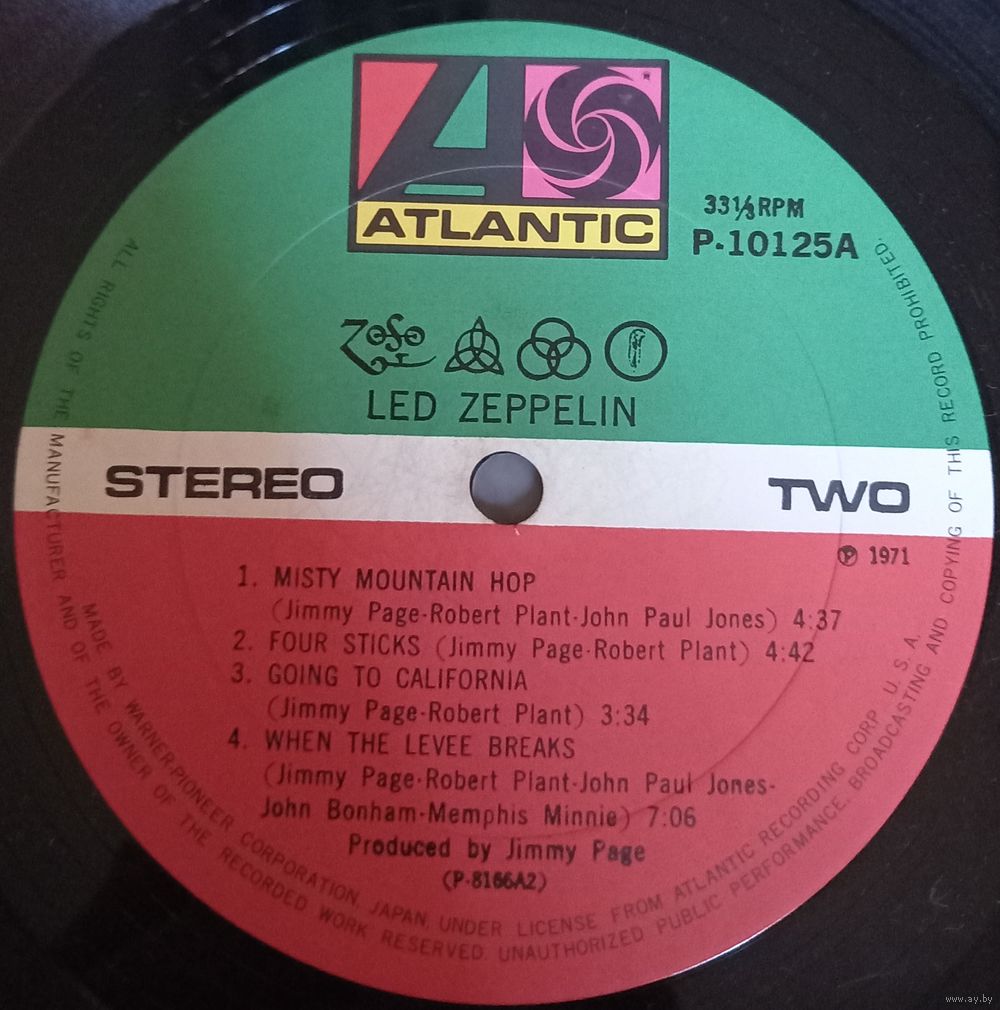 ATLANTIC
33⅓RPM
P-10125A
LED ZEPPELIN
STEREO
TWO
℗ 1971
1. MISTY MOUNTAIN HOP
(Jimmy Page-Robert Plant-John Paul Jones) 4:37
2. FOUR STICKS (Jimmy Page-Robert Plant) 4:42
3. GOING TO CALIFORNIA
(Jimmy Page-Robert Plant) 3:34
4. WHEN THE LEVEE BREAKS
(Jimmy Page-Robert Plant-John Paul Jones-
John Bonham-Memphis Minnie) 7:06
Produced by Jimmy Page
(P-8166A2)
MADE BY WARNER-PIONEER CORPORATION, JAPAN, UNDER LICENSE FROM ATLANTIC RECORDING CORP. U. S. A.
ALL RIGHTS OF THE MANUFACTURER AND OF THE OWNER OF THE RECORDED WORK RESERVED. UNAUTHORIZED PUBLIC PERFORMANCE, BROADCASTING AND COPYING OF THIS RECORD PROHIBITED.
www.ay.by